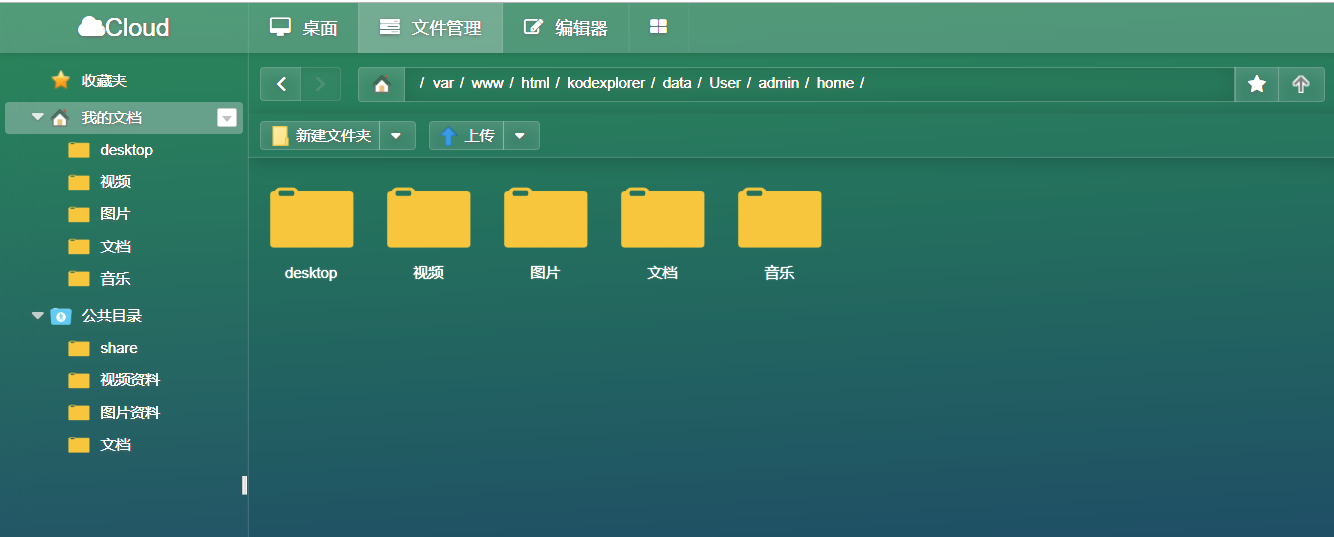 Cloud 桌面 文件管理 编辑器
收藏夹
我的文档
desktop
视频
图片
文档
音乐
公共目录
share
视频资料
图片资料
文档
/ var / www / html / kodexplorer / data / User / admin / home /
新建文件夹 上传
desktop 视频 图片 文档 音乐